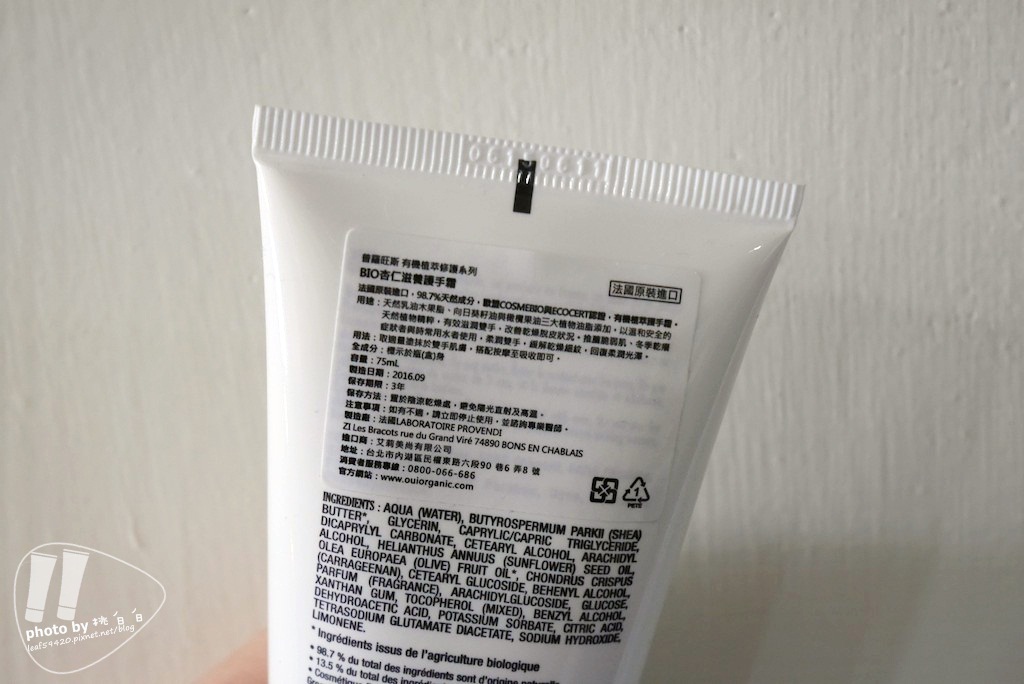 普羅旺斯 有機植萃修護系列
BIO杏仁滋養護手霜
法國原裝進口
法國原裝進口,98.7%天然成分,歐盟COSMEBIO與ECOCERT認證,有機植萃護手霜。
用途:天然乳油木果脂、向日葵籽油與橄欖果油三大植物油脂添加,以溫和安全的
天然植物精粹,有效滋潤雙手,改善乾燥脫皮狀況。推薦脆弱肌、冬季乾癢
症狀者與時常用水者使用,柔潤雙手,緩解乾燥細紋,回復柔潤光澤。
用法:取適量塗抹於雙手肌膚,搭配按摩至吸收即可。
全成分:標示於瓶(盒)身
容量:75mL
製造日期:2016.09
保存期限:3年
保存方法:置於陰涼乾燥處,避免陽光直射及高溫。
注意事項:如有不適,請立即停止使用,並諮詢專業醫師。
製造廠:法國LABORATOIRE PROVENDI
ZI Les Bracots rue du Grand Viré 74890 BONS EN CHABLAIS
進口商:艾莉美尚有限公司
地址:台北市內湖區民權東路六段90 巷6 弄8 號
消費者服務專線:0800-066-686
官方網站:www.ouiorganic.com
1
PETE
INGREDIENTS : AQUA (WATER), BUTYROSPERMUM PARKII (SHEA)
BUTTER*, GLYCERIN, CAPRYLIC/CAPRIC TRIGLYCERIDE,
DICAPRYLYL CARBONATE, CETEARYL ALCOHOL, ARACHIDYL
ALCOHOL, HELIANTHUS ANNUUS (SUNFLOWER) SEED OIL,
OLEA EUROPAEA (OLIVE) FRUIT OIL*, CHONDRUS CRISPUS
(CARRAGEENAN), CETEARYL GLUCOSIDE, BEHENYL ALCOHOL,
PARFUM (FRAGRANCE), ARACHIDYLGLUCOSIDE, GLUCOSE,
XANTHAN GUM, TOCOPHEROL (MIXED), BENZYL ALCOHOL,
DEHYDROACETIC ACID, POTASSIUM SORBATE, CITRIC ACID,
TETRASODIUM GLUTAMATE DIACETATE, SODIUM HYDROXIDE,
LIMONENE.
* Ingrédients issus de l'agriculture biologique
* 98.7 % du total des ingrédients sont d'origine naturelle
* 13.5 % du total des ingrédients
* Cosmétique
photo by 桃白白
leaf54420.pixnet.net/blog